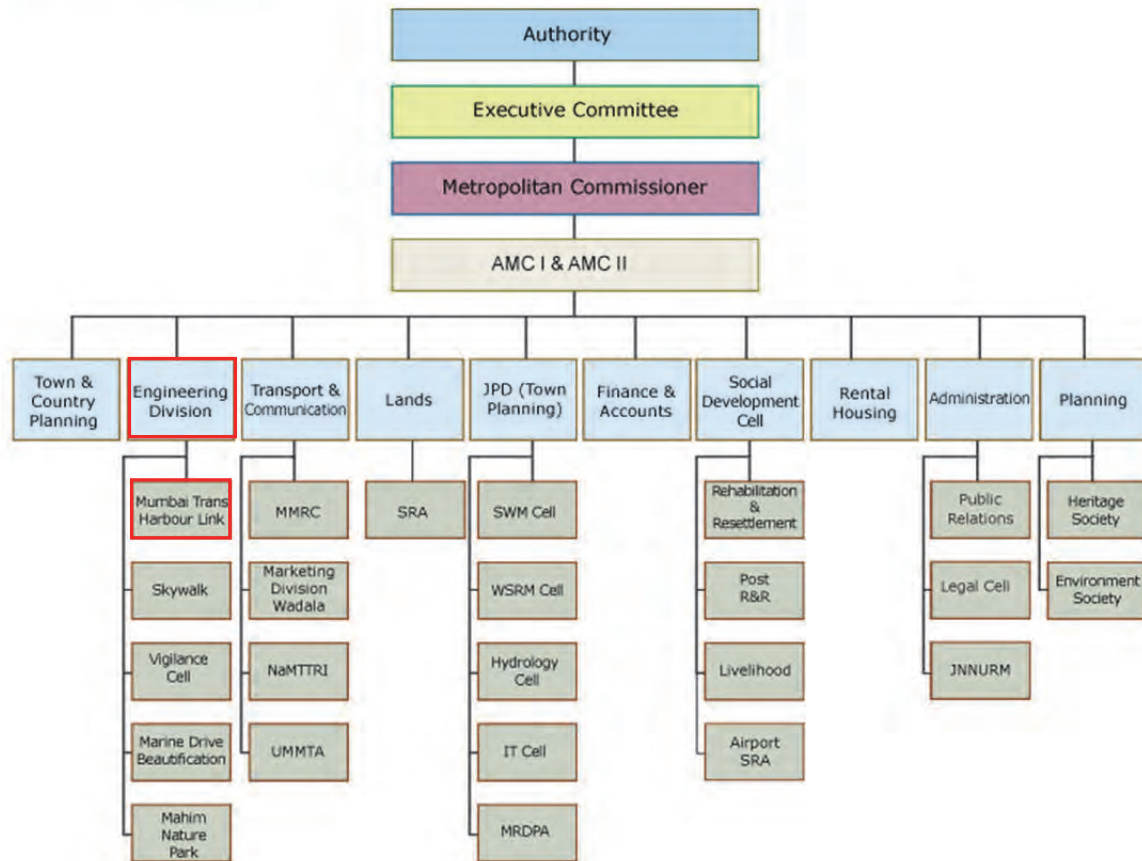 Authority
Executive Committee
Metropolitan Commissioner
AMC I & AMC II
Town &
Country
Planning
Engineering
Division
Transport &
Communication
Lands
JPD (Town
Planning)
Finance &
Accounts
Social
Development
Cell
Rental
Housing
Administration
Planning
Mumbai Trans
Harbour Link
Skywalk
Vigilance
Cell
Marine Drive
Beautification
Mahim
Nature
Park
MMRC
Marketing
Division
Wadala
NaMTTRI
UMMTA
SRA
SWM Cell
WSRM Cell
Hydrology
Cell
IT Cell
MRDPA
Rehabilitation
&
Resettlement
Post
R&R
Livelihood
Airport
SRA
Public
Relations
Legal Cell
JNNURM
Heritage
Society
Environment
Society